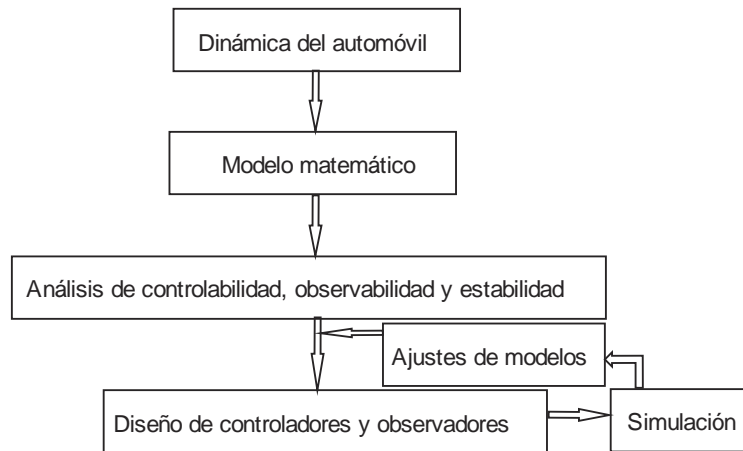 Dinámica del automóvil
Modelo matemático
Análisis de controlabilidad, observabilidad y estabilidad
Ajustes de modelos
Diseño de controladores y observadores
Simulación